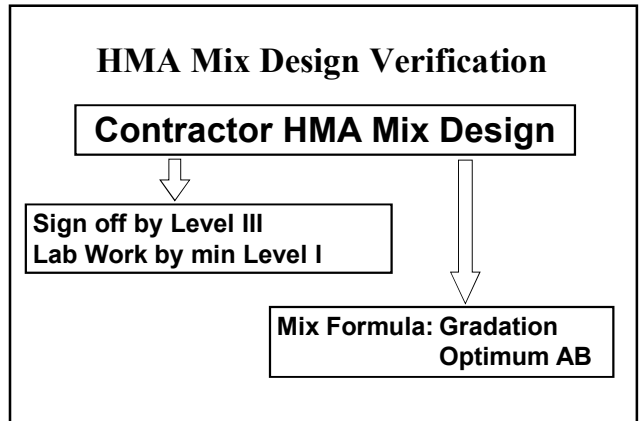 HMA Mix Design Verification
Contractor HMA Mix Design
Sign off by Level III
Lab Work by min Level I
Mix Formula: Gradation
Optimum AB